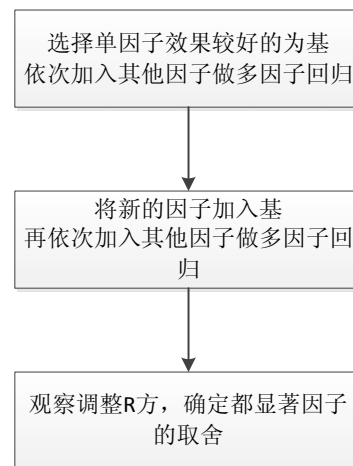 选择单因子效果较好的为基
依次加入其他因子做多因子回归
将新的因子加入基
再依次加入其他因子做多因子回
归
观察调整R方，确定都显著因子
的取舍